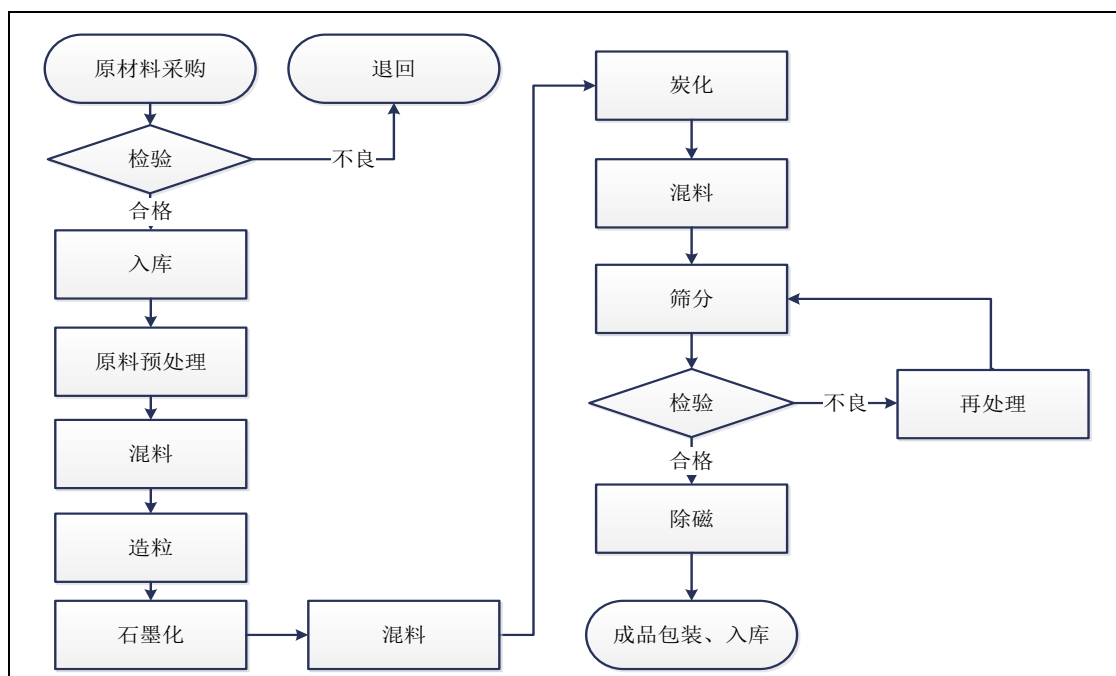 原材料采购
退回
检验
不良
合格
入库
原料预处理
混料
造粒
石墨化
混料
炭化
混料
筛分
检验
不良
再处理
合格
除磁
成品包装、入库